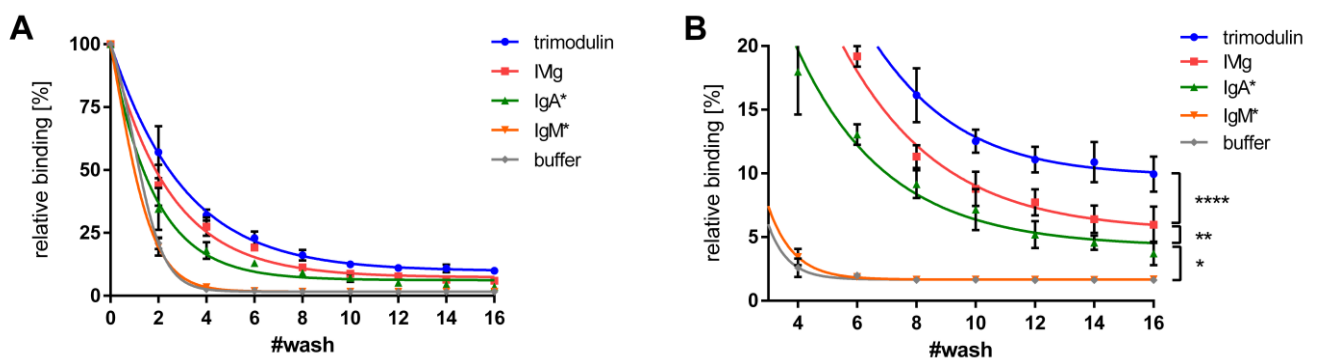 A
relative binding [%]
100
75
50
25
0
0 2 4 6 8 10 12 14 16
#wash
trimodulin
IVIg
IgA*
IgM*
buffer
B
relative binding [%]
20
15
10
5
0
4 6 8 10 12 14 16
#wash
trimodulin
IVIg
IgA*
IgM*
buffer
****
**
*